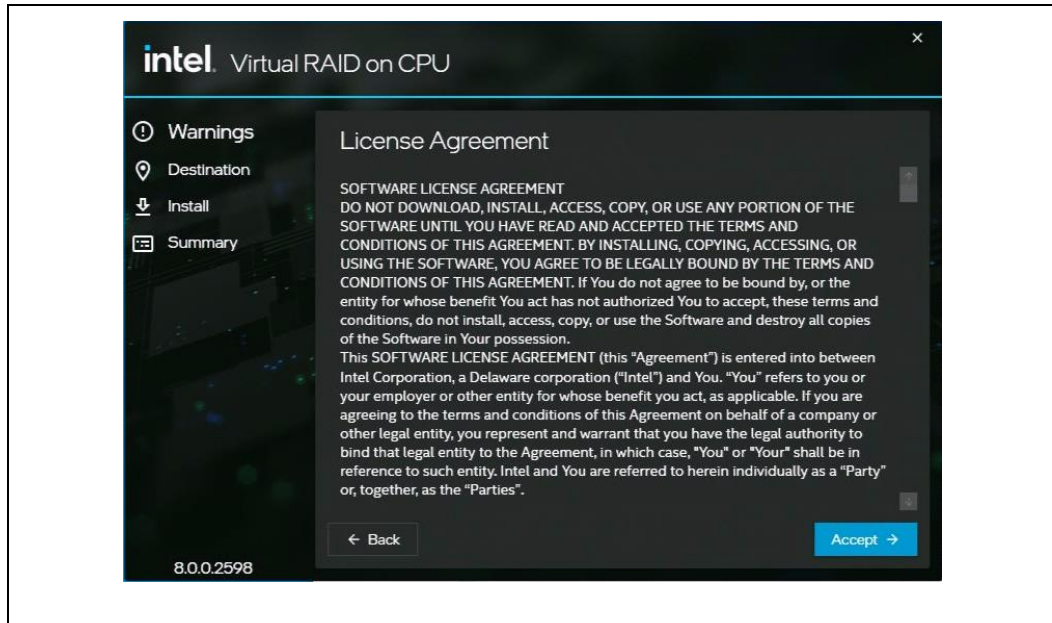 intel. Virtual RAID on CPU
Warnings
Destination
Install
Summary
License Agreement
SOFTWARE LICENSE AGREEMENT
DO NOT DOWNLOAD, INSTALL, ACCESS, COPY, OR USE ANY PORTION OF THE
SOFTWARE UNTIL YOU HAVE READ AND ACCEPTED THE TERMS AND
CONDITIONS OF THIS AGREEMENT. BY INSTALLING, COPYING, ACCESSING, OR
USING THE SOFTWARE, YOU AGREE TO BE LEGALLY BOUND BY THE TERMS AND
CONDITIONS OF THIS AGREEMENT. If You do not agree to be bound by, or the
entity for whose benefit You act has not authorized You to accept, these terms and
conditions, do not install, access, copy, or use the Software and destroy all copies
of the Software in Your possession.
This SOFTWARE LICENSE AGREEMENT (this “Agreement”) is entered into between
Intel Corporation, a Delaware corporation (“Intel”) and You. “You” refers to you or
your employer or other entity for whose benefit you act, as applicable. If you are
agreeing to the terms and conditions of this Agreement on behalf of a company or
other legal entity, you represent and warrant that you have the legal authority to
bind that legal entity to the Agreement, in which case, "You" or "Your" shall be in
reference to such entity. Intel and You are referred to herein individually as a “Party”
or, together, as the “Parties”.
← Back
Accept →
8.0.0.2598